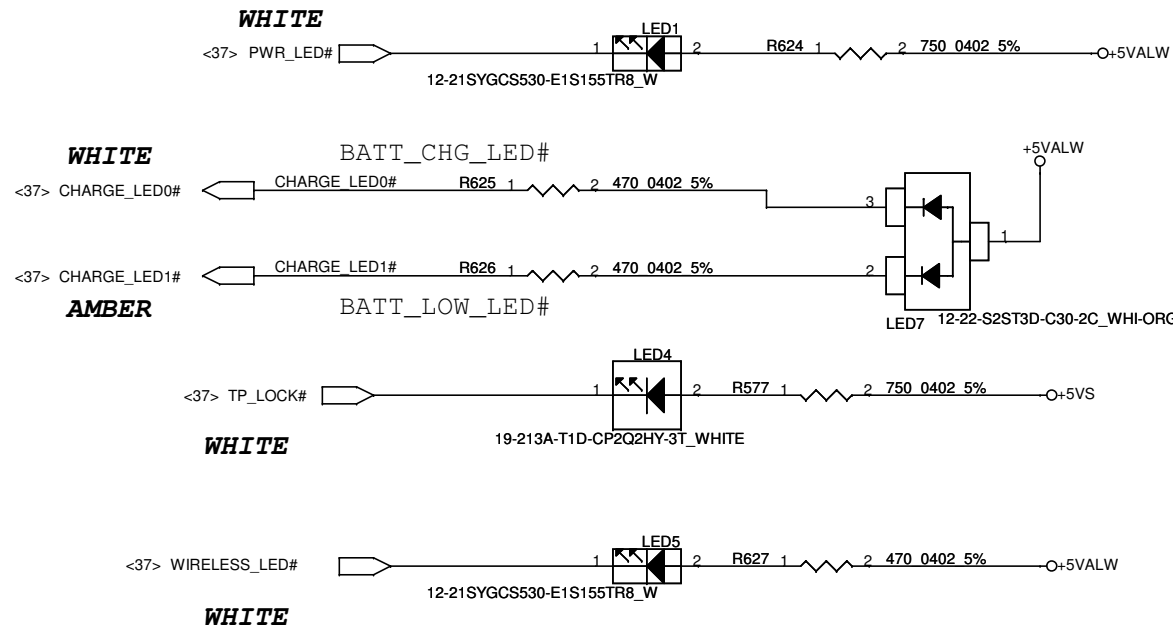 WHITE
<37> PWR_LED#
1 LED1 2 R624 1 2 750_0402_5% +5VALW
12-21SYGCS530-E1S155TR8_W
WHITE
BATT_CHG_LED#
+5VALW
<37> CHARGE_LED0# CHARGE_LED0# R625 1 2 470_0402_5%
3
1
<37> CHARGE_LED1# CHARGE_LED1# R626 1 2 470_0402_5% 2
AMBER
BATT_LOW_LED#
LED7 12-22-S2ST3D-C30-2C_WHI-ORG
LED4
<37> TP_LOCK# 1 2 R577 1 2 750_0402_5% +5VS
19-213A-T1D-CP2Q2HY-3T_WHITE
WHITE
LED5
<37> WIRELESS_LED# 1 2 R627 1 2 470_0402_5% +5VALW
12-21SYGCS530-E1S155TR8_W
WHITE